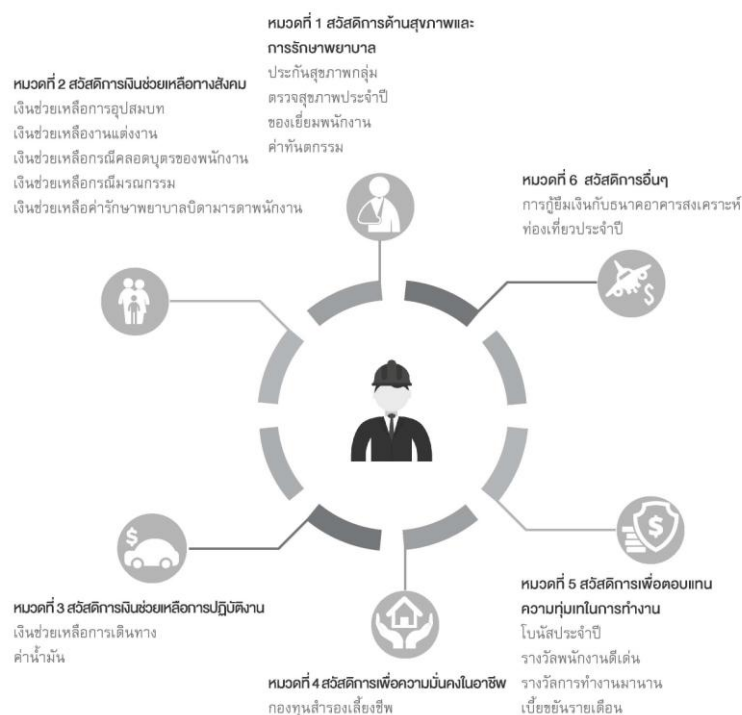 หมวดที่ 1 สวัสดิการด้านสุขภาพและ
การรักษาพยาบาล
ประกันสุขภาพกลุ่ม
ตรวจสุขภาพประจำปี
ของเยี่ยมพนักงาน
ค่าทันตกรรม
หมวดที่ 2 สวัสดิการเงินช่วยเหลือทางสังคม
เงินช่วยเหลือการอุปสมบท
เงินช่วยเหลืองานแต่งงาน
เงินช่วยเหลือกรณีคลอดบุตรของพนักงาน
เงินช่วยเหลือกรณีมรณกรรม
เงินช่วยเหลือค่ารักษาพยาบาลบิดามารดาพนักงาน
หมวดที่ 6 สวัสดิการอื่นๆ
การกู้ยืมเงินกับธนาคารอาคารสงเคราะห์
ท่องเที่ยวประจำปี
$
$
$
หมวดที่ 3 สวัสดิการเงินช่วยเหลือการปฏิบัติงาน
เงินช่วยเหลือการเดินทาง
ค่าน้ำมัน
หมวดที่ 4 สวัสดิการเพื่อความมั่นคงในอาชีพ
กองทุนสำรองเลี้ยงชีพ
หมวดที่ 5 สวัสดิการเพื่อตอบแทน
ความทุ่มเทในการทำงาน
โบนัสประจำปี
รางวัลพนักงานดีเด่น
รางวัลการทำงานมานาน
เบี้ยขยันรายเดือน